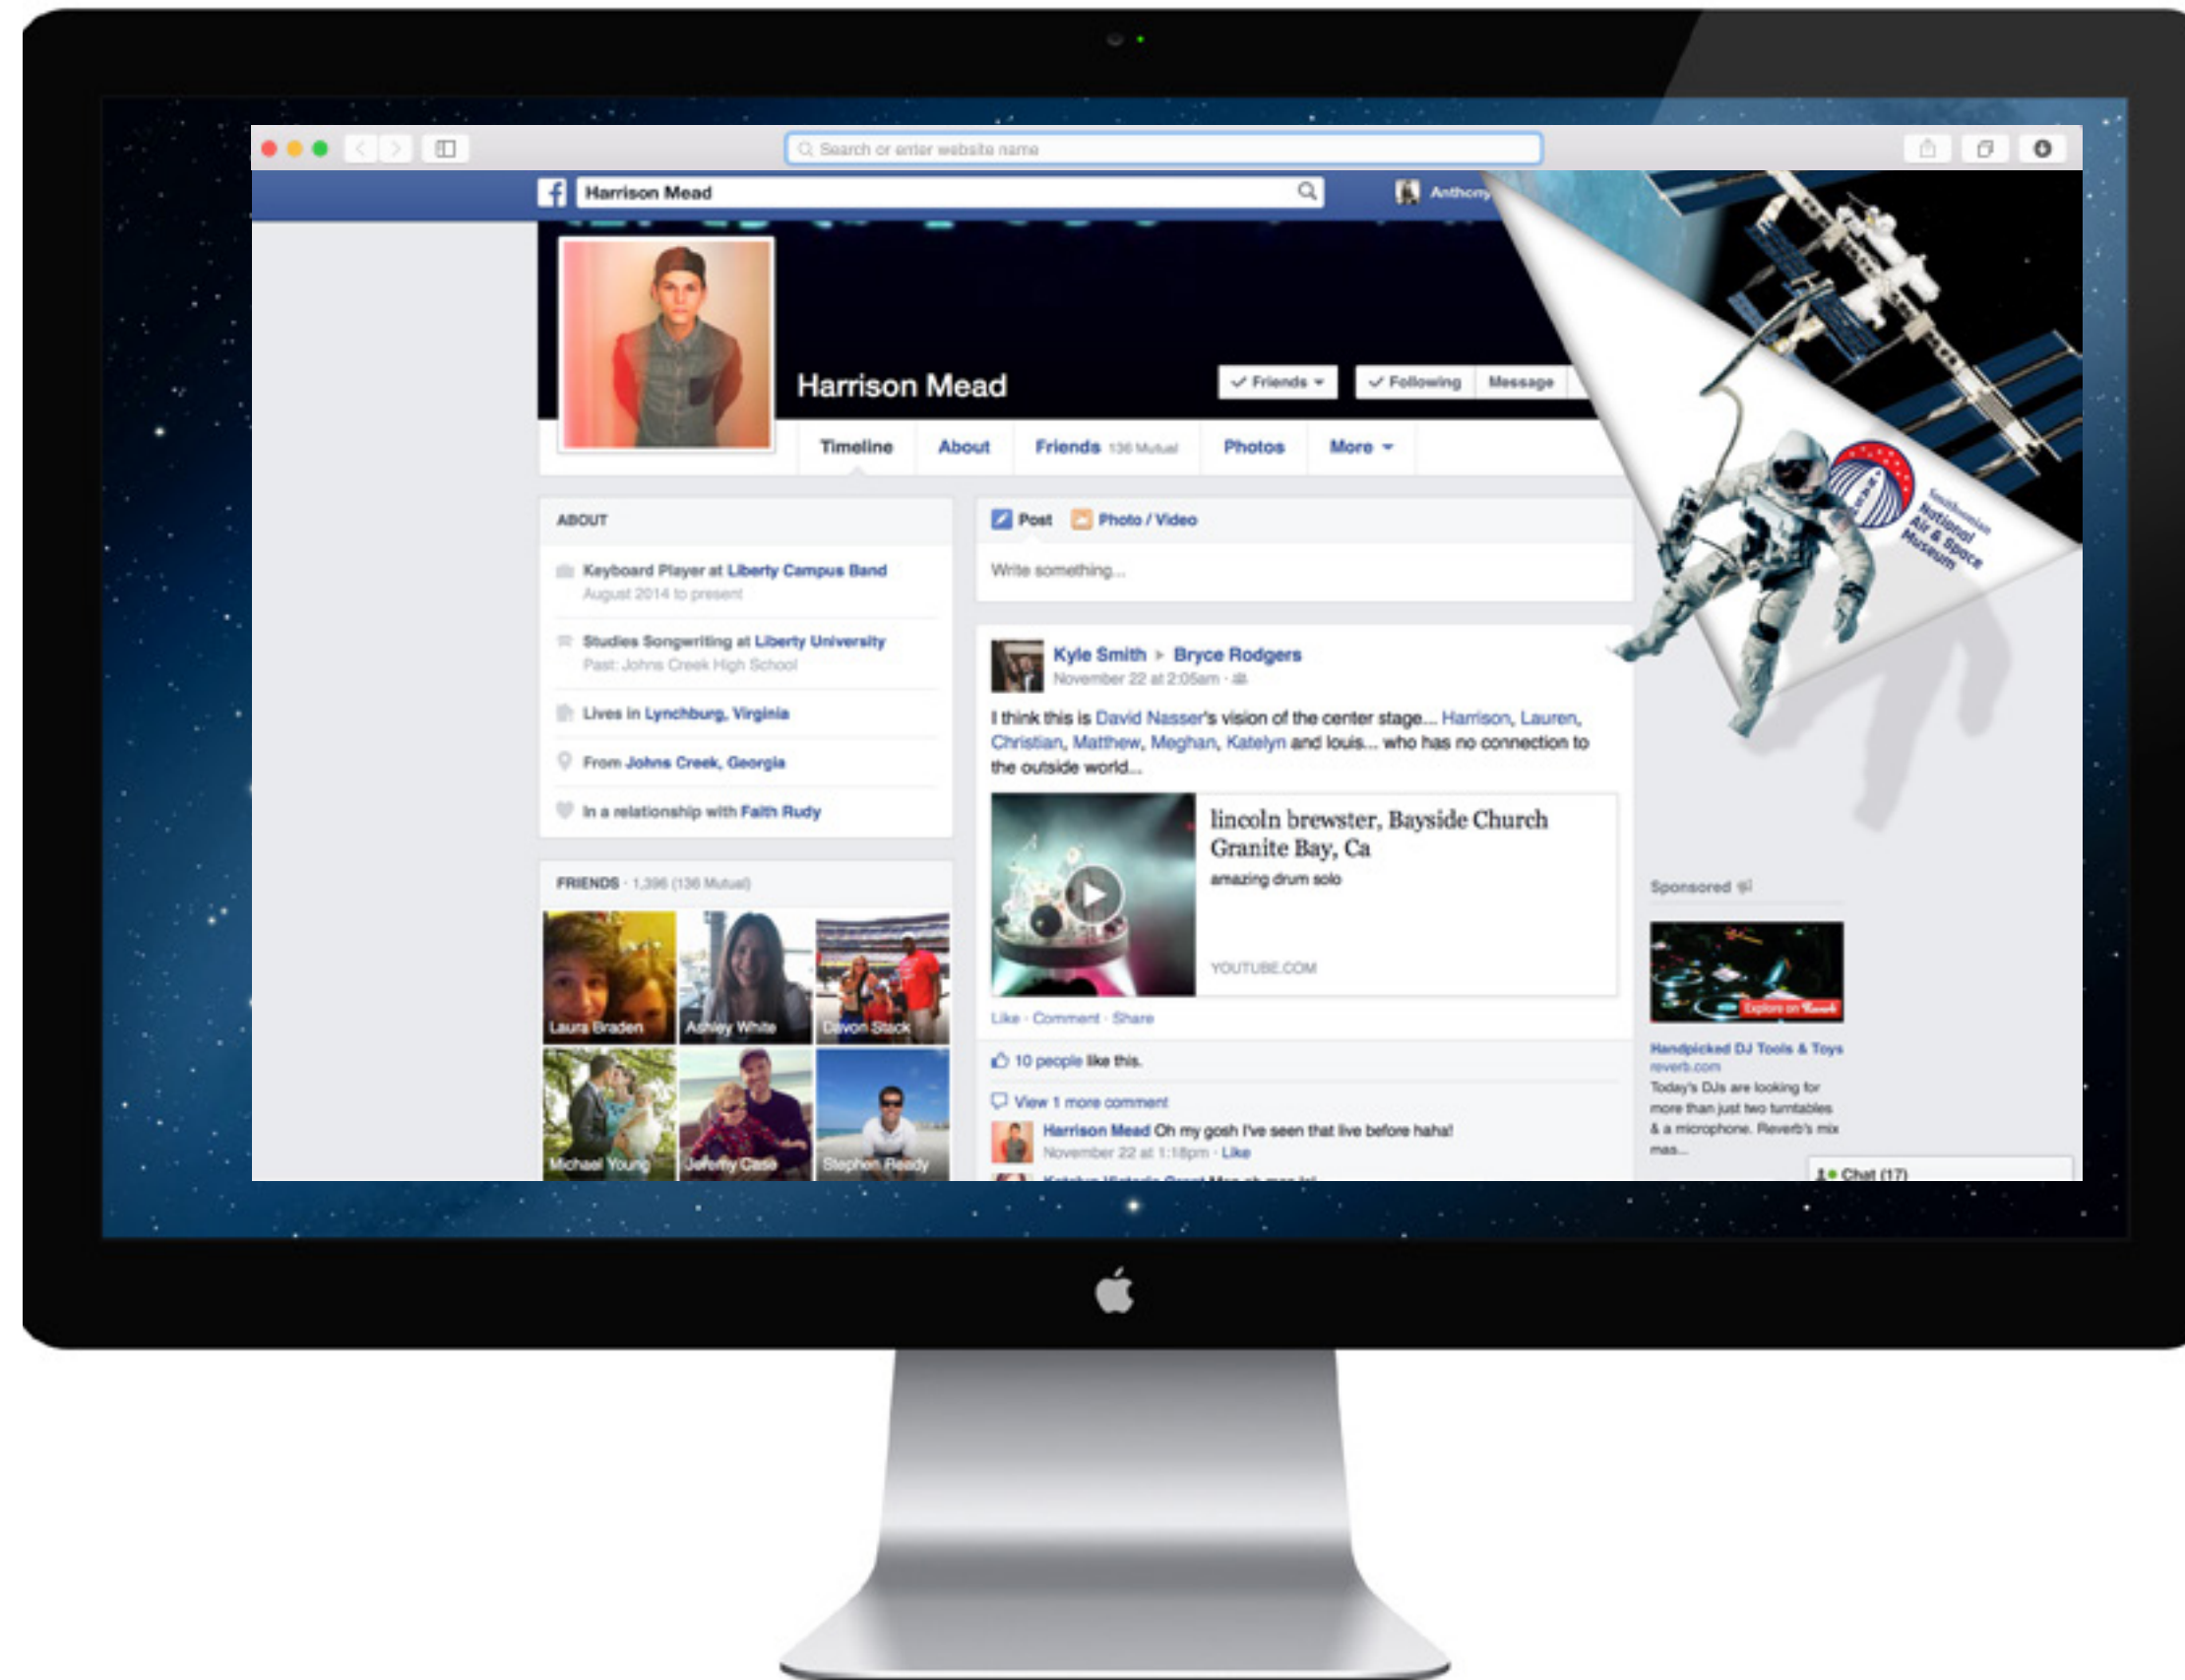 Search or enter website name
Harrison Mead
Anthony
Harrison Mead
Friends
Following
Message
Timeline
About
Friends 136 Mutual
Photos
More
ABOUT
Keyboard Player at Liberty Campus Band
August 2014 to present
Studies Songwriting at Liberty University
Past: Johns Creek High School
Lives in Lynchburg, Virginia
From Johns Creek, Georgia
In a relationship with Faith Rudy
FRIENDS · 1,396 (136 Mutual)
Laura Braden
Ashley White
Davon Stack
Michael Young
Jeremy Case
Stephen Ready
Post
Photo / Video
Write something...
Kyle Smith ▸ Bryce Rodgers
November 22 at 2:05am ·
I think this is David Nasser's vision of the center stage... Harrison, Lauren,
Christian, Matthew, Meghan, Katelyn and louis... who has no connection to
the outside world...
lincoln brewster, Bayside Church
Granite Bay, Ca
amazing drum solo
YOUTUBE.COM
Like · Comment · Share
10 people like this.
View 1 more comment
Harrison Mead Oh my gosh I've seen that live before haha!
November 22 at 1:18pm · Like
Smithsonian
National
Air & Space
Museum
Sponsored
Explore on Reverb
Handpicked DJ Tools & Toys
reverb.com
Today's DJs are looking for
more than just two turntables
& a microphone. Reverb's mix
mas...
Chat (17)